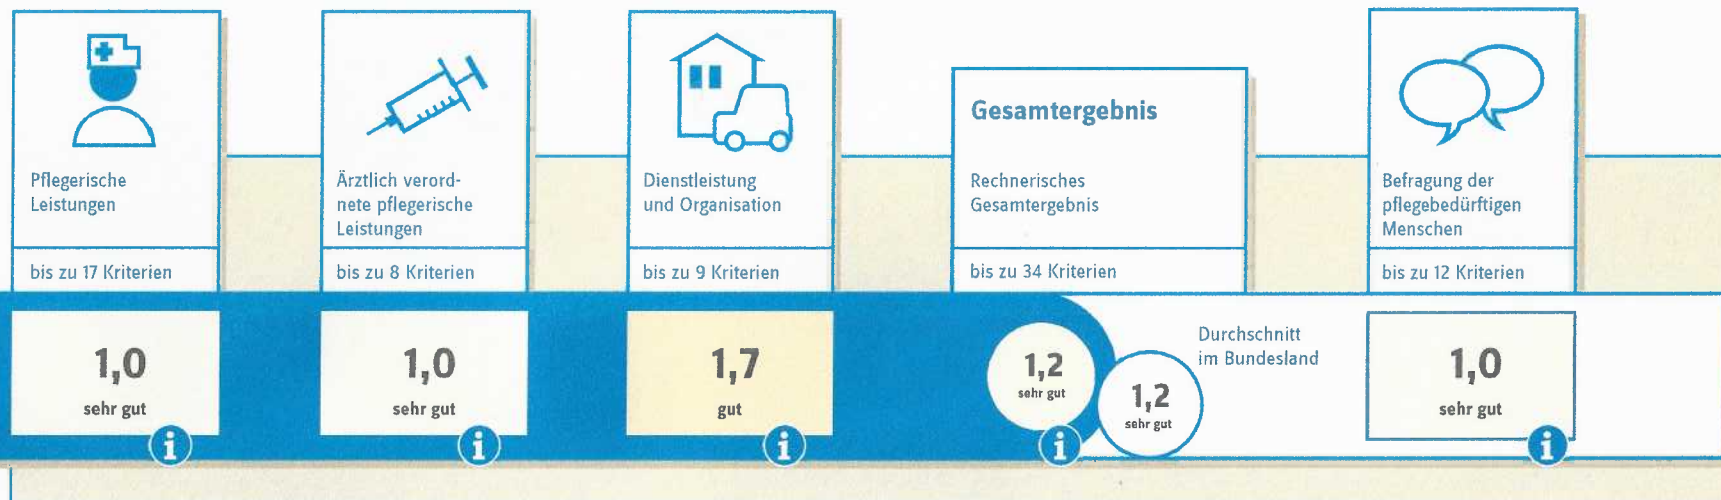 Pflegerische
Leistungen
bis zu 17 Kriterien
1,0
sehr gut
i
Ärztlich verord-
nete pflegerische
Leistungen
bis zu 8 Kriterien
1,0
sehr gut
i
Dienstleistung
und Organisation
bis zu 9 Kriterien
1,7
gut
i
Gesamtergebnis
Rechnerisches
Gesamtergebnis
bis zu 34 Kriterien
1,2
sehr gut
i
1,2
sehr gut
Durchschnitt
im Bundesland
Befragung der
pflegebedürftigen
Menschen
bis zu 12 Kriterien
1,0
sehr gut
i